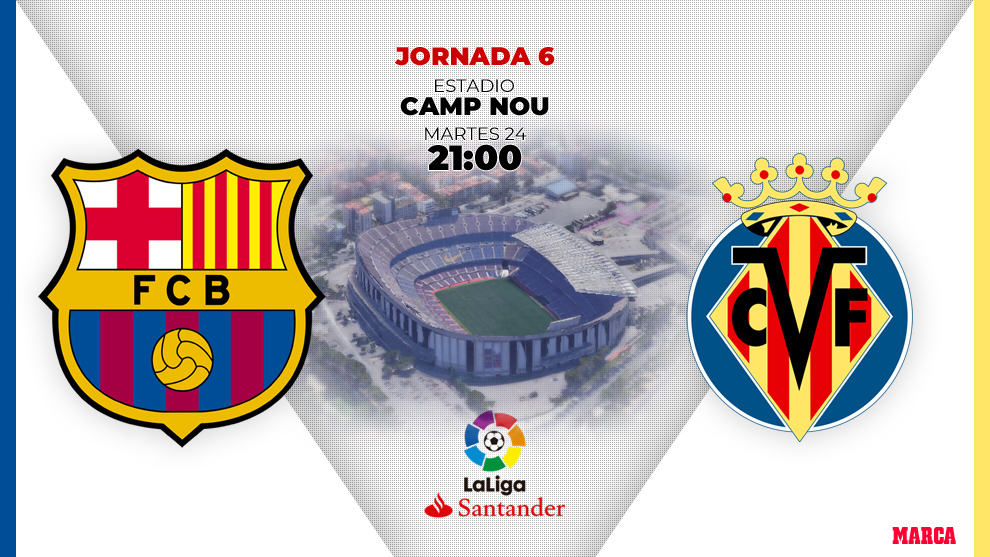 JORNADA 6
ESTADIO
CAMP NOU
MARTES 24
21:00
FCB
CVF
LaLiga
Santander
MARCA